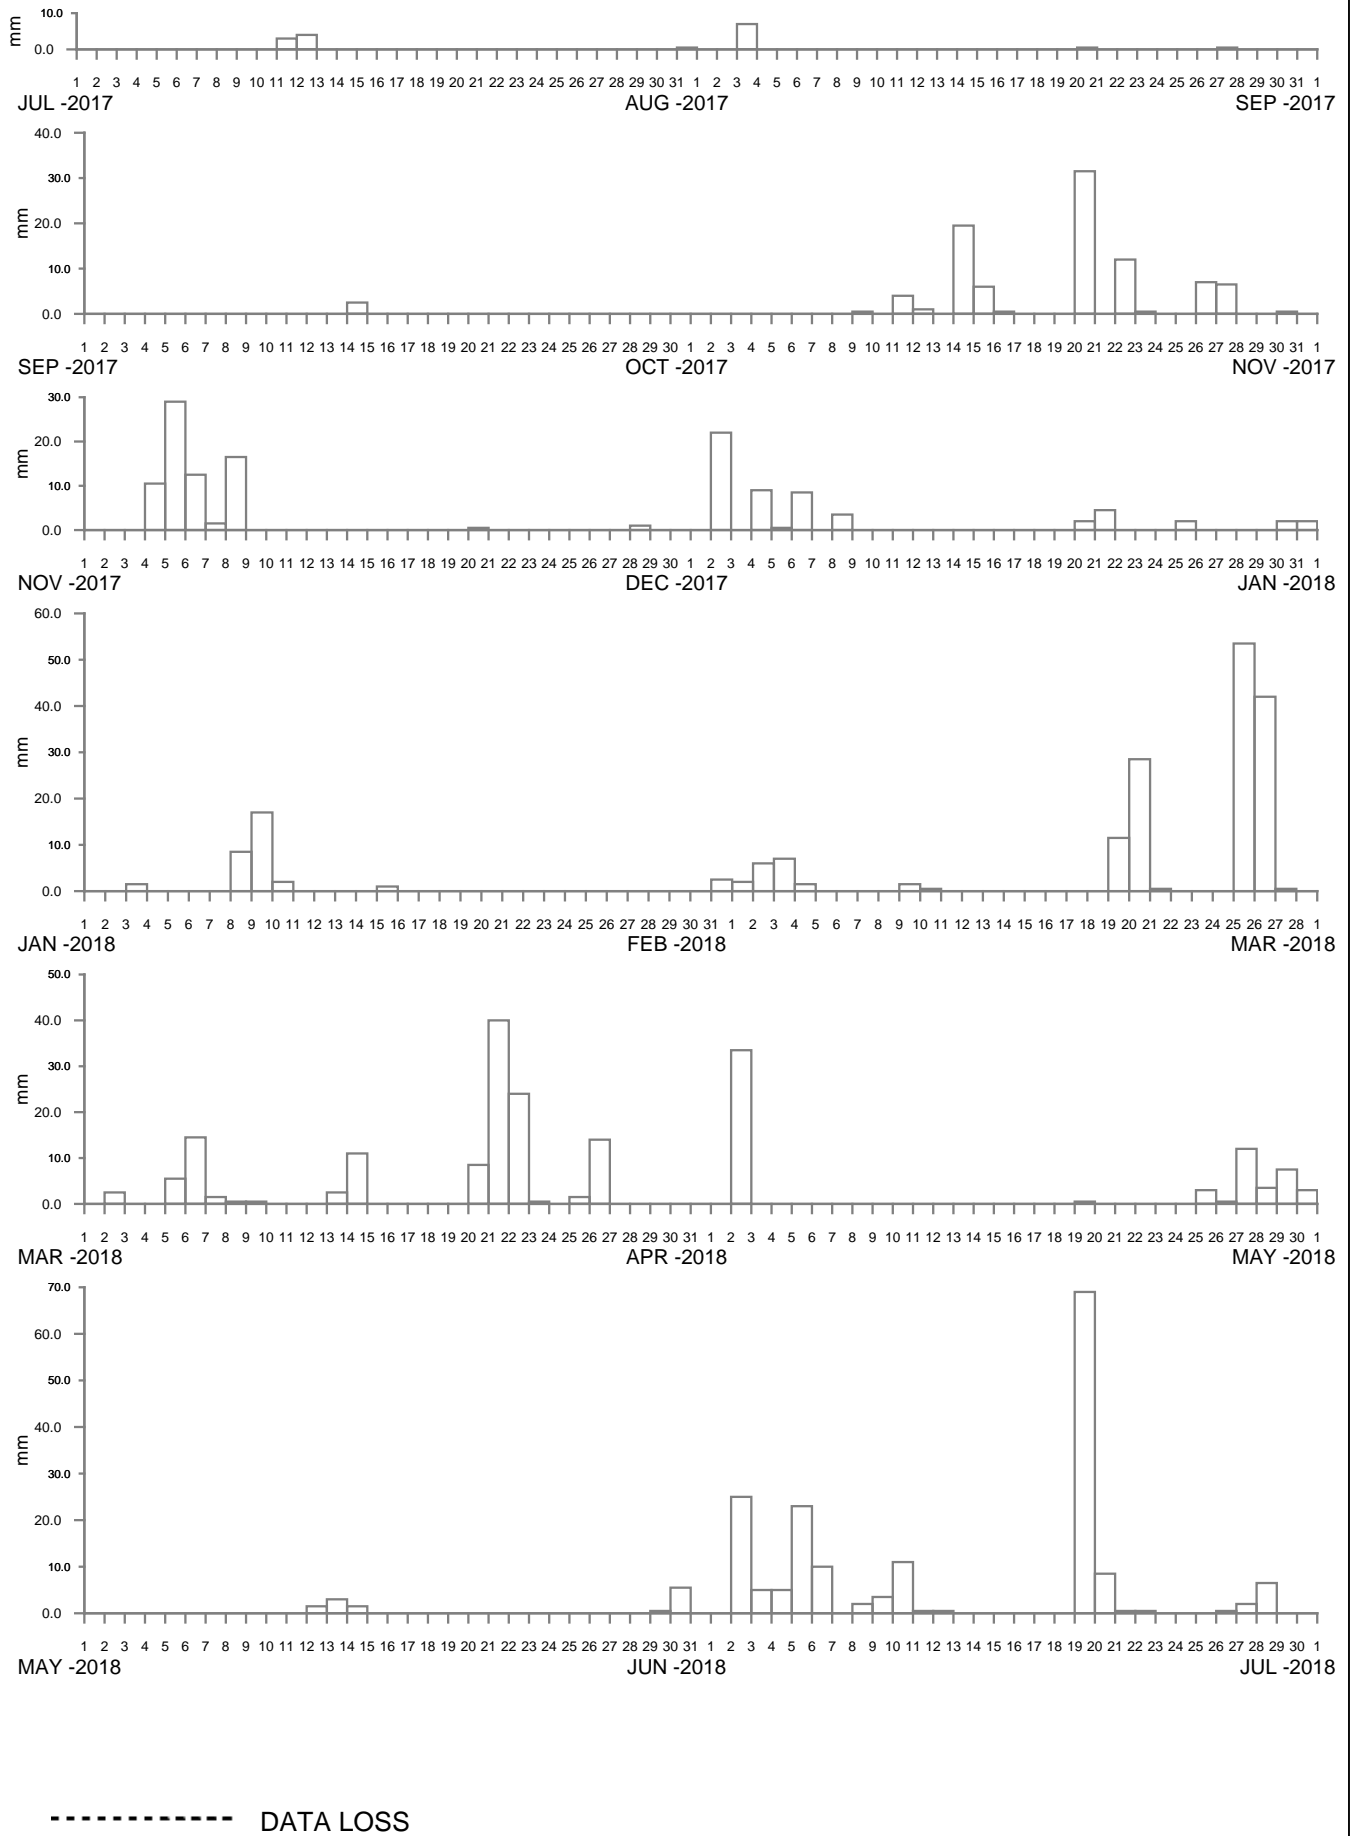 10.0
mm
0.0
1 2 3 4 5 6 7 8 9 10 11 12 13 14 15 16 17 18 19 20 21 22 23 24 25 26 27 28 29 30 31 1 2 3 4 5 6 7 8 9 10 11 12 13 14 15 16 17 18 19 20 21 22 23 24 25 26 27 28 29 30 31 1
JUL -2017 AUG -2017 SEP -2017
40.0
30.0
mm
20.0
10.0
0.0
1 2 3 4 5 6 7 8 9 10 11 12 13 14 15 16 17 18 19 20 21 22 23 24 25 26 27 28 29 30 1 2 3 4 5 6 7 8 9 10 11 12 13 14 15 16 17 18 19 20 21 22 23 24 25 26 27 28 29 30 31 1
SEP -2017 OCT -2017 NOV -2017
30.0
20.0
mm
10.0
0.0
1 2 3 4 5 6 7 8 9 10 11 12 13 14 15 16 17 18 19 20 21 22 23 24 25 26 27 28 29 30 1 2 3 4 5 6 7 8 9 10 11 12 13 14 15 16 17 18 19 20 21 22 23 24 25 26 27 28 29 30 31 1
NOV -2017 DEC -2017 JAN -2018
60.0
50.0
40.0
30.0
mm
20.0
10.0
0.0
1 2 3 4 5 6 7 8 9 10 11 12 13 14 15 16 17 18 19 20 21 22 23 24 25 26 27 28 29 30 31 1 2 3 4 5 6 7 8 9 10 11 12 13 14 15 16 17 18 19 20 21 22 23 24 25 26 27 28 1
JAN -2018 FEB -2018 MAR -2018
50.0
40.0
30.0
mm
20.0
10.0
0.0
1 2 3 4 5 6 7 8 9 10 11 12 13 14 15 16 17 18 19 20 21 22 23 24 25 26 27 28 29 30 31 1 2 3 4 5 6 7 8 9 10 11 12 13 14 15 16 17 18 19 20 21 22 23 24 25 26 27 28 29 30 1
MAR -2018 APR -2018 MAY -2018
70.0
60.0
50.0
40.0
mm
30.0
20.0
10.0
0.0
1 2 3 4 5 6 7 8 9 10 11 12 13 14 15 16 17 18 19 20 21 22 23 24 25 26 27 28 29 30 31 1 2 3 4 5 6 7 8 9 10 11 12 13 14 15 16 17 18 19 20 21 22 23 24 25 26 27 28 29 30 1
MAY -2018 JUN -2018 JUL -2018
DATA LOSS